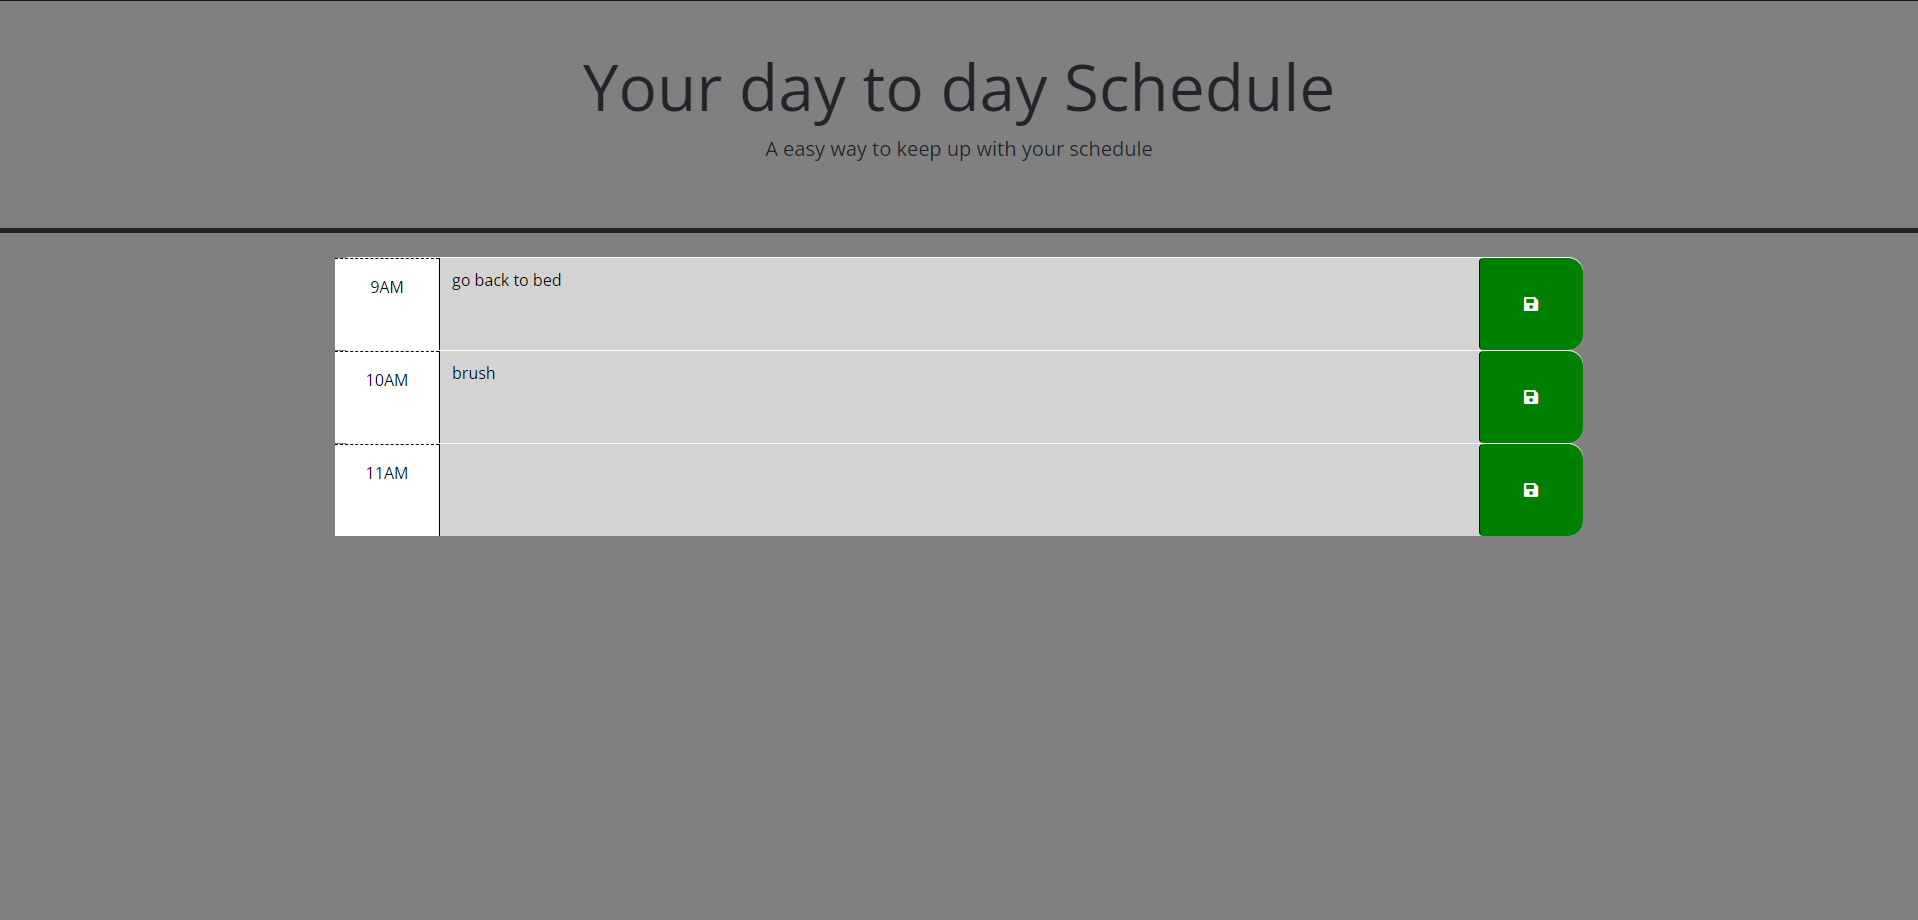 Your day to day Schedule
A easy way to keep up with your schedule
9AM
go back to bed
10AM
brush
11AM